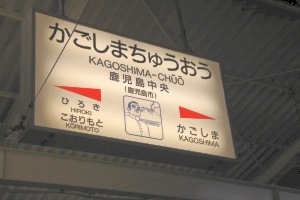 かごしまちゅうおう
KAGOSHIMA-CHŪŌ
鹿児島中央
(鹿児島市)
ひろき
HIROKI
こおりもと
KŌRIMOTO
かごしま
KAGOSHIMA